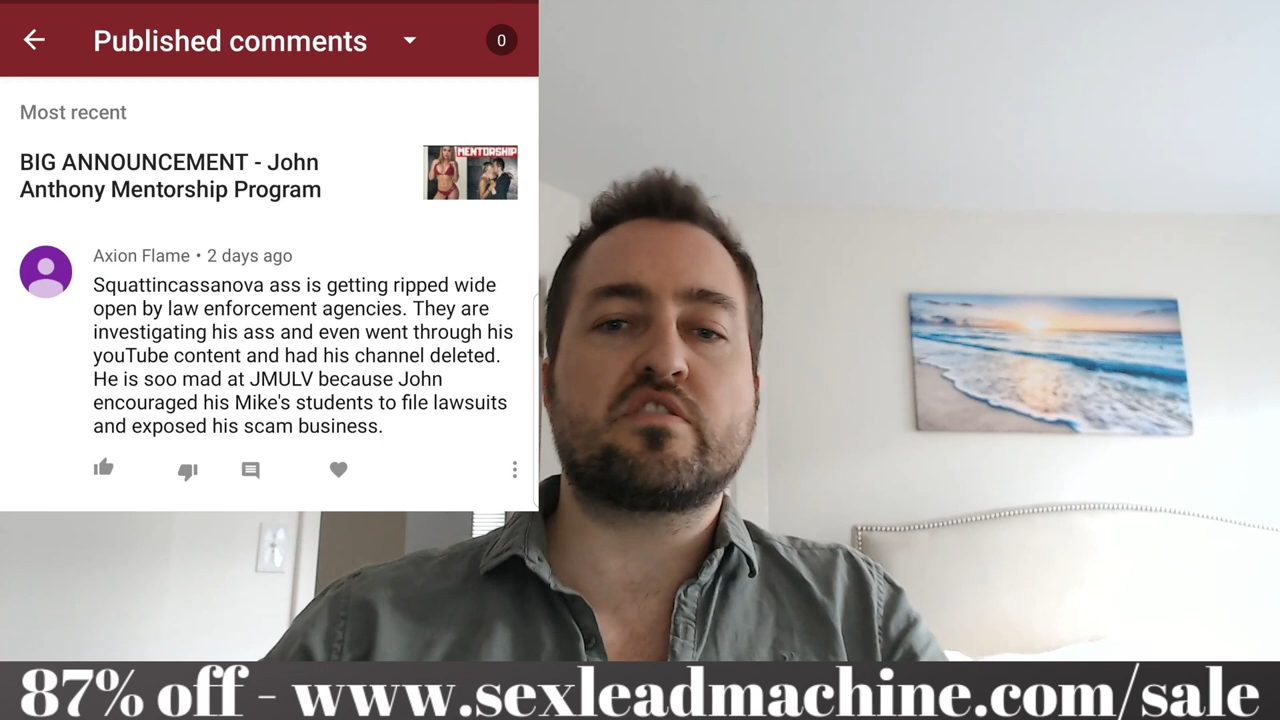 Published comments
0
Most recent
BIG ANNOUNCEMENT - John
Anthony Mentorship Program
MENTORSHIP
Axion Flame • 2 days ago
Squattincassanova ass is getting ripped wide
open by law enforcement agencies. They are
investigating his ass and even went through his
youTube content and had his channel deleted.
He is soo mad at JMULV because John
encouraged his Mike's students to file lawsuits
and exposed his scam business.
87% off - www.sexleadmachine.com/sale